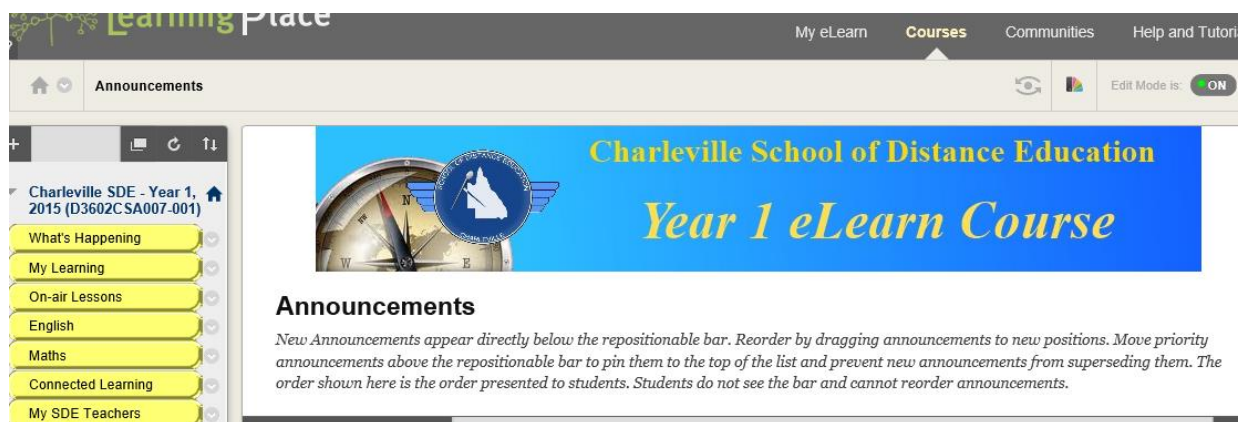 Learning Place
My eLearn
Courses
Communities
Help and Tutori
Announcements
Edit Mode is:
ON
Charleville SDE - Year 1,
2015 (D3602CSA007-001)
What's Happening
My Learning
On-air Lessons
English
Maths
Connected Learning
My SDE Teachers
Charleville School of Distance Education
Year 1 eLearn Course
N
W
E
Announcements
New Announcements appear directly below the repositionable bar. Reorder by dragging announcements to new positions. Move priority
announcements above the repositionable bar to pin them to the top of the list and prevent new announcements from superseding them. The
order shown here is the order presented to students. Students do not see the bar and cannot reorder announcements.